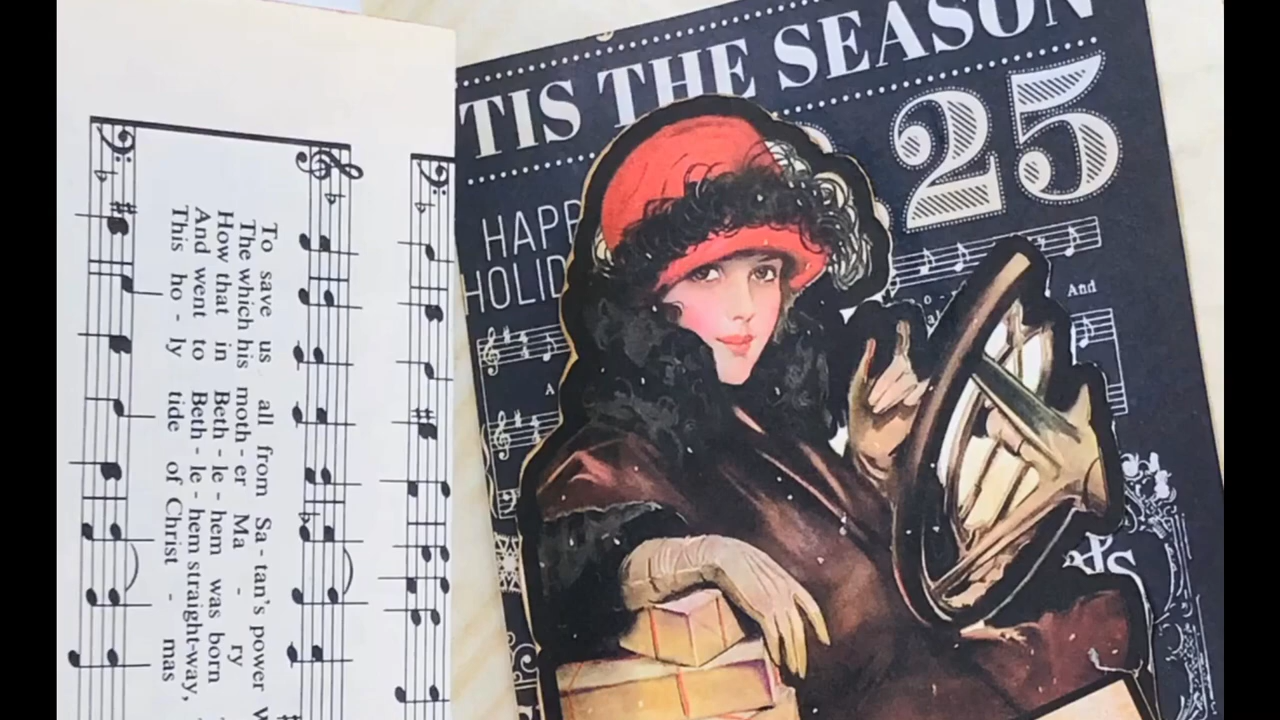 'TIS THE SEASON
25
HAPP
HOLID
And
A
To save us all from Sa - tan's power
The which his moth - er Ma - ry
How that in Beth - le - hem was born
And went to Beth - le - hem straight-way,
This ho - ly tide of Christ - mas